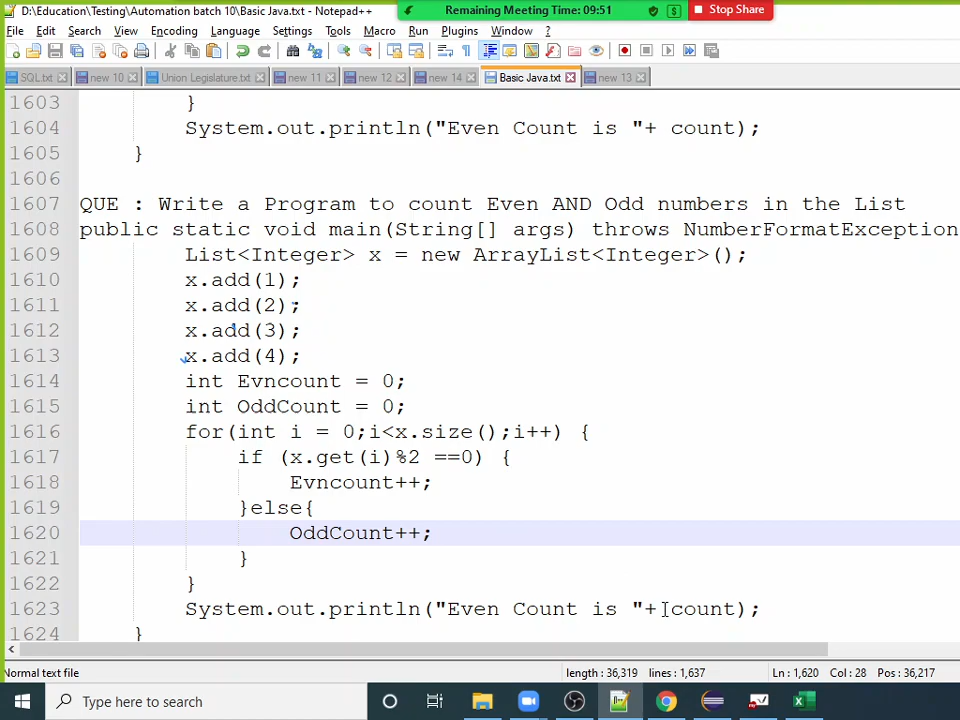 D:\Education\Testing\Automation batch 10\Basic Java.txt - Notepad++
Remaining Meeting Time: 09:51
Stop Share
File Edit Search View Encoding Language Settings Tools Macro Run Plugins Window ?
SQL.txt new 10 Union Legislature.txt new 11 new 12 new 14 Basic Java.txt new 13
1603 }
1604 System.out.println("Even Count is "+ count);
1605 }
1606
1607 QUE : Write a Program to count Even AND Odd numbers in the List
1608 public static void main(String[] args) throws NumberFormatException
1609 List<Integer> x = new ArrayList<Integer>();
1610 x.add(1);
1611 x.add(2);
1612 x.add(3);
1613 x.add(4);
1614 int Evncount = 0;
1615 int OddCount = 0;
1616 for(int i = 0;i<x.size();i++) {
1617 if (x.get(i)%2 ==0) {
1618 Evncount++;
1619 }else{
1620 OddCount++;
1621 }
1622 }
1623 System.out.println("Even Count is "+ count);
1624 }
Normal text file length : 36,319 lines : 1,637 Ln : 1,620 Col : 28 Pos : 36,217
Type here to search